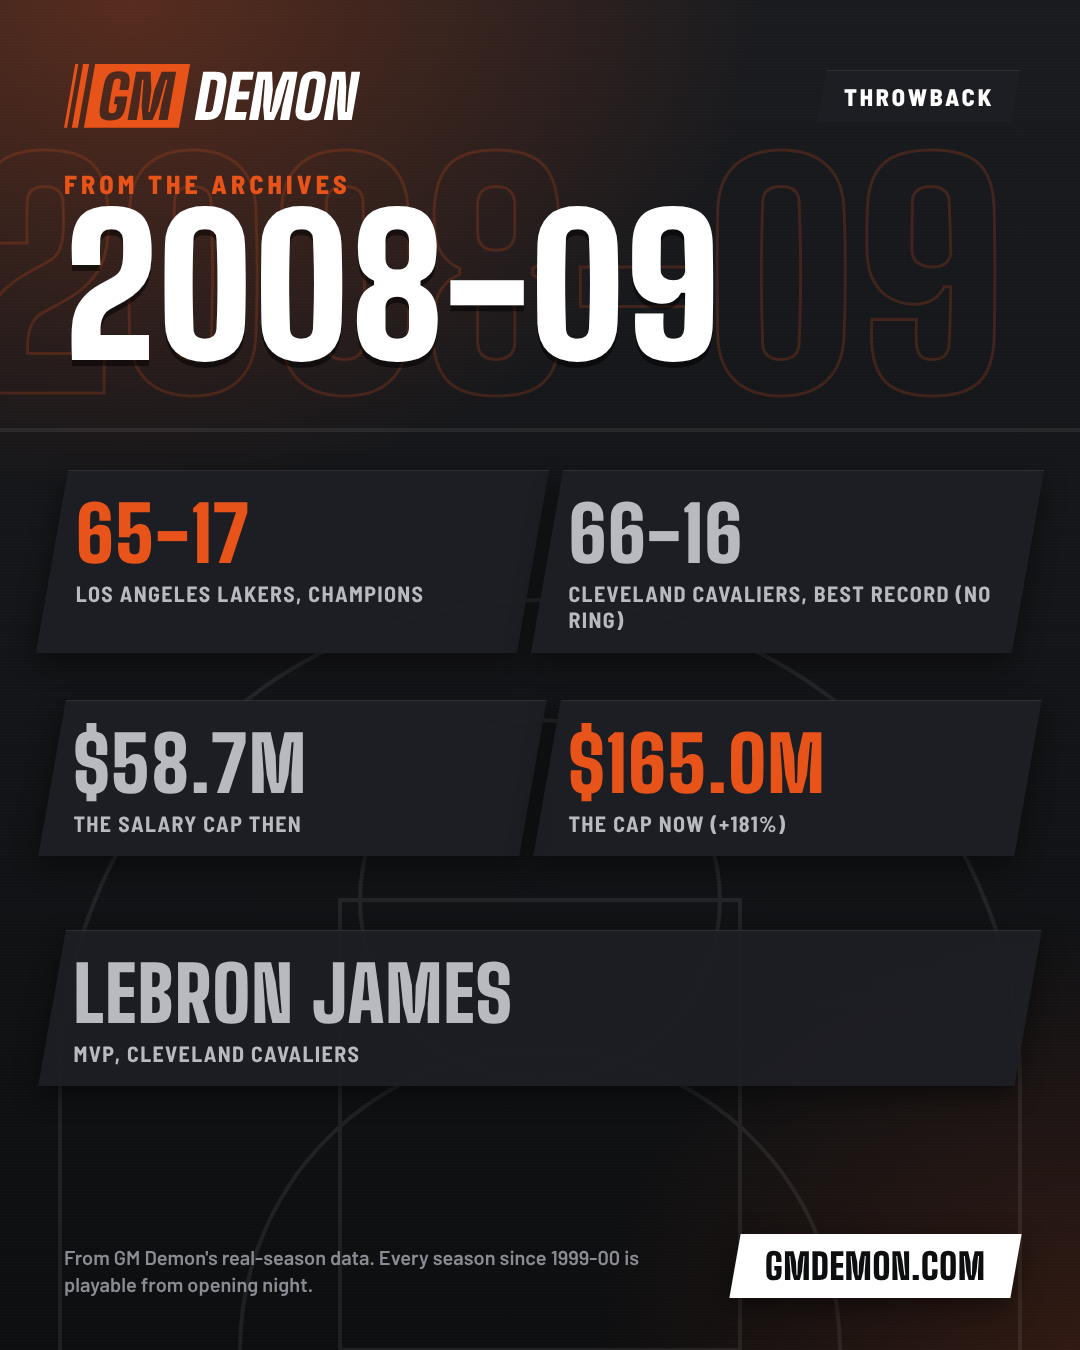 GM DEMON
THROWBACK
FROM THE ARCHIVES
2008-09
65-17
LOS ANGELES LAKERS, CHAMPIONS
66-16
CLEVELAND CAVALIERS, BEST RECORD (NO
RING)
$58.7M
THE SALARY CAP THEN
$165.0M
THE CAP NOW (+181%)
LEBRON JAMES
MVP, CLEVELAND CAVALIERS
From GM Demon's real-season data. Every season since 1999-00 is
playable from opening night.
GMDEMON.COM